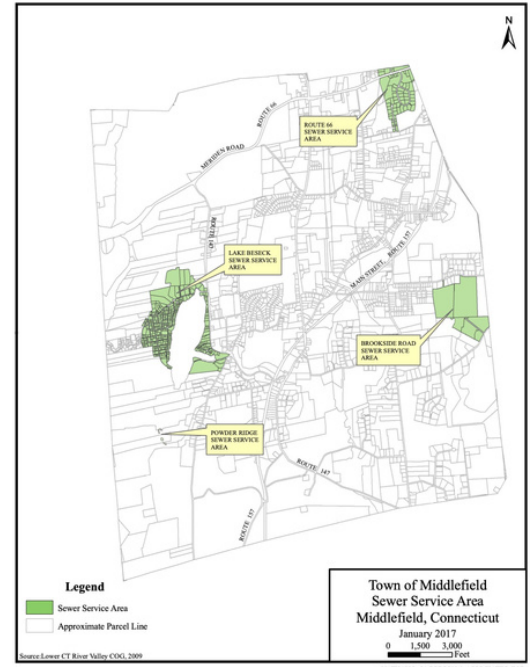 N
ROUTE 66
SEWER SERVICE
AREA
ROUTE 66
MERIDEN ROAD
ROUTE 147
MAIN STREET, ROUTE 157
LAKE BESECK
SEWER SERVICE
AREA
BROOKSIDE ROAD
SEWER SERVICE
AREA
POWDER RIDGE
SEWER SERVICE
AREA
ROUTE 147
ROUTE 157
Legend
Sewer Service Area
Approximate Parcel Line
Source:Lower CT River Valley COG, 2009
Town of Middlefield
Sewer Service Area
Middlefield, Connecticut
January 2017
0 1,500 3,000
Feet